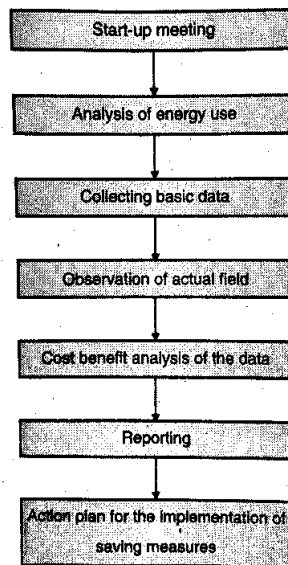 Start-up meeting
Analysis of energy use
Collecting basic data
Observation of actual field
Cost benefit analysis of the data
Reporting
Action plan for the implementation of
saving measures